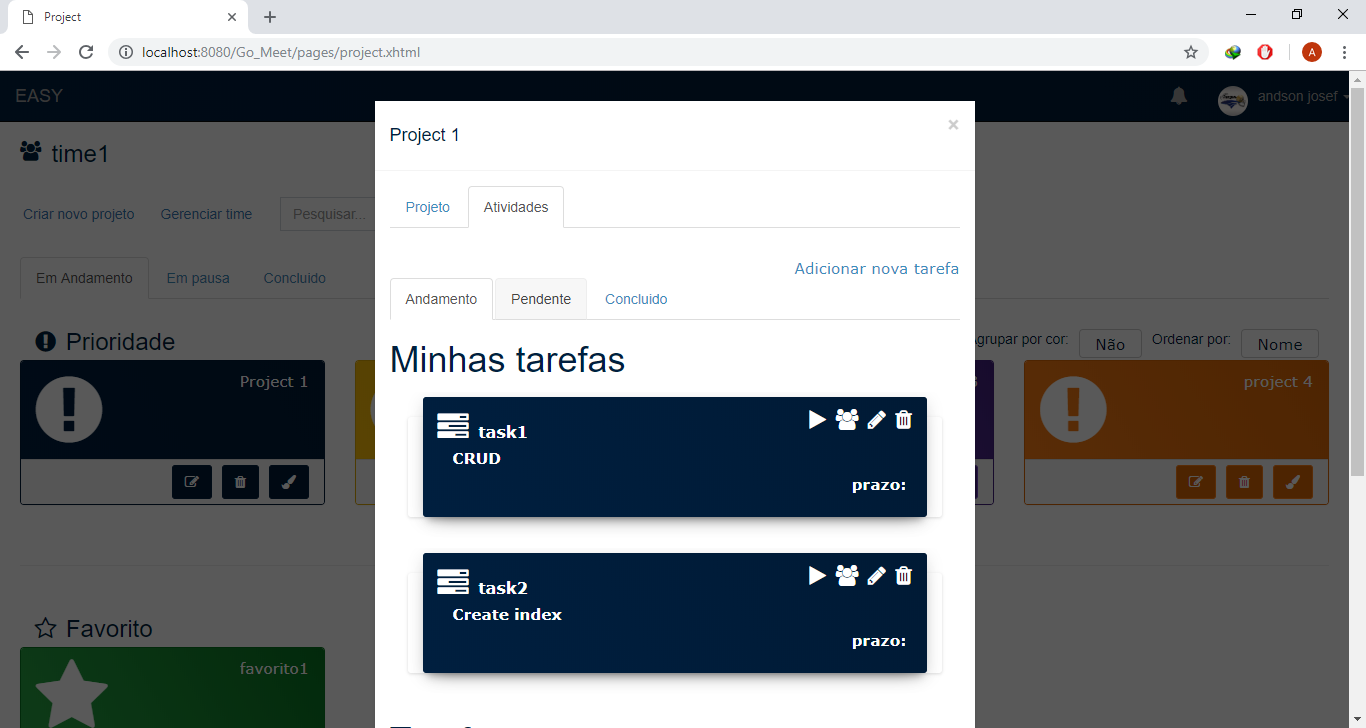 Project
localhost:8080/Go_Meet/pages/project.xhtml
A
EASY
andson josef
time1
Criar novo projeto
Gerenciar time
Pesquisar...
Em Andamento
Em pausa
Concluido
Prioridade
Agrupar por cor:
Não
Ordenar por:
Nome
Project 1
project 4
Favorito
favorito1
Project 1
×
Projeto
Atividades
Adicionar nova tarefa
Andamento
Pendente
Concluido
Minhas tarefas
task1
CRUD
prazo:
task2
Create index
prazo: